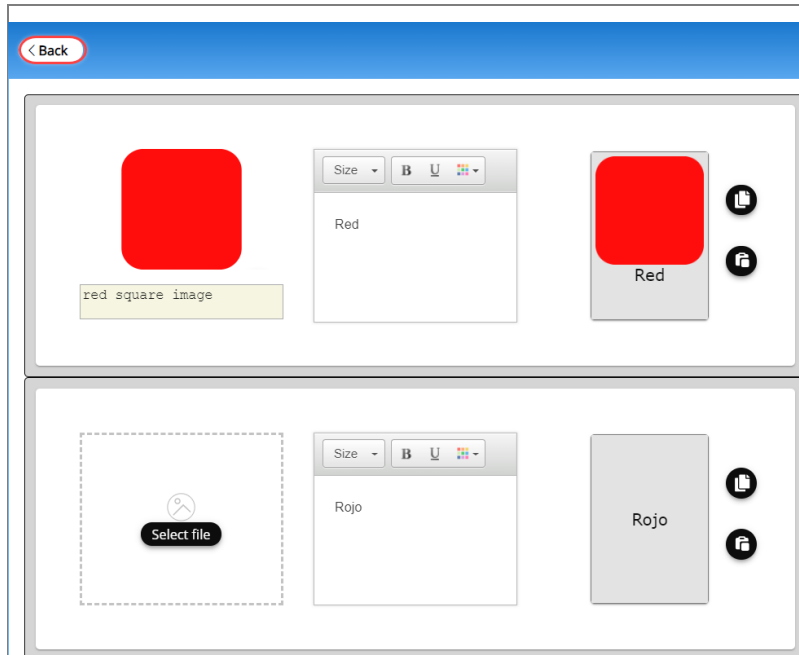 Back
Size B U
Red
red square image
Red
Size B U
Rojo
Select file
Rojo